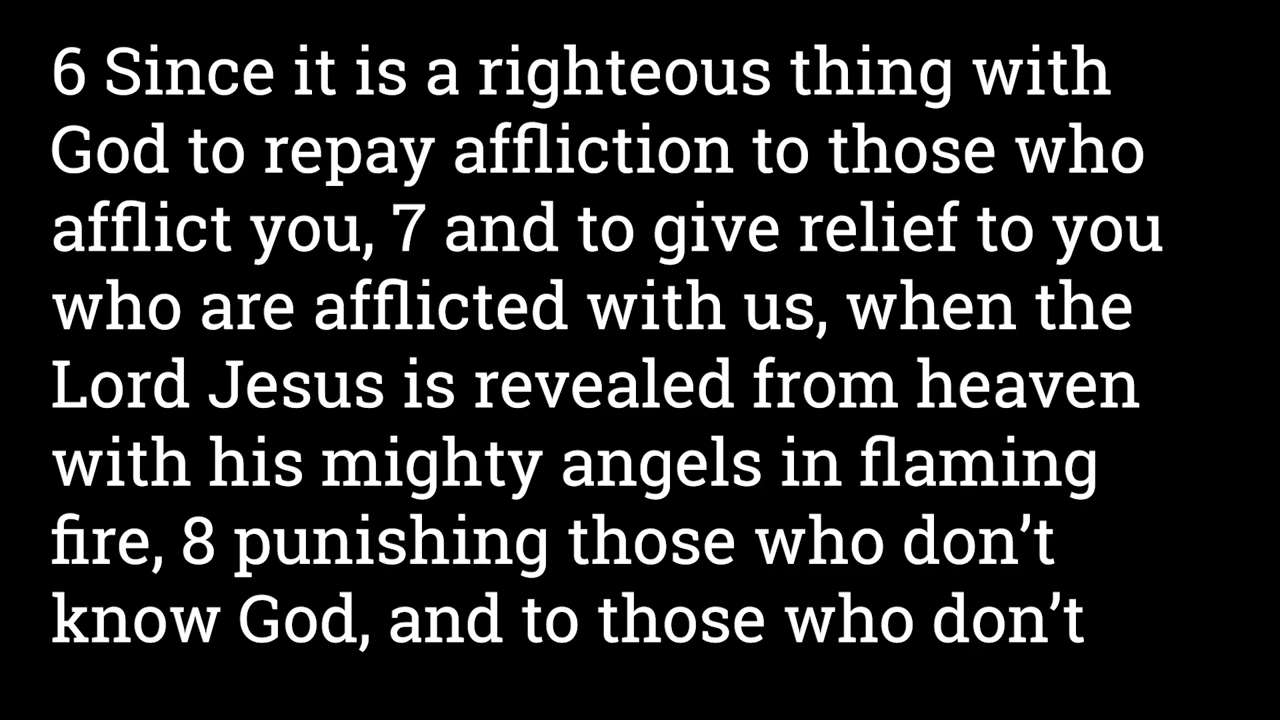 6 Since it is a righteous thing with
God to repay affliction to those who
afflict you, 7 and to give relief to you
who are afflicted with us, when the
Lord Jesus is revealed from heaven
with his mighty angels in flaming
fire, 8 punishing those who don’t
know God, and to those who don’t